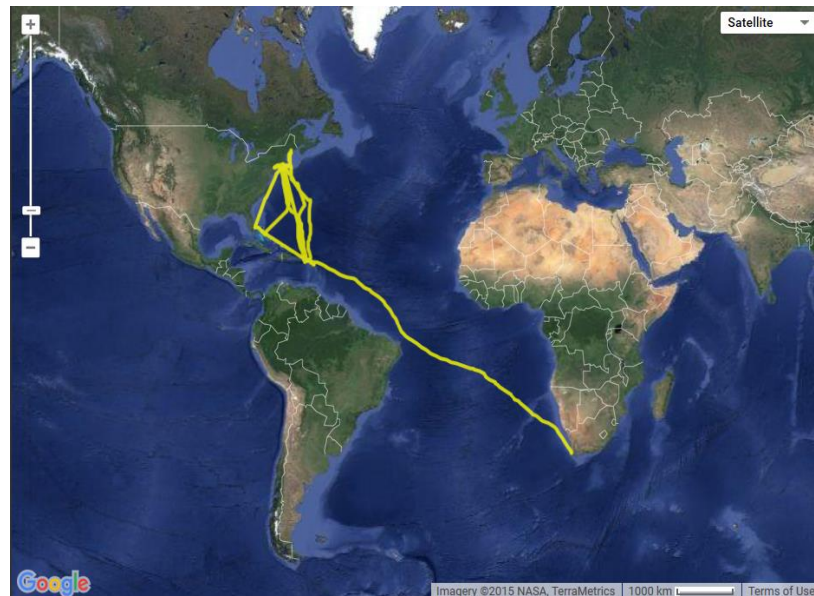 +
Satellite
−
Google
Imagery ©2015 NASA, TerraMetrics
1000 km
Terms of Use